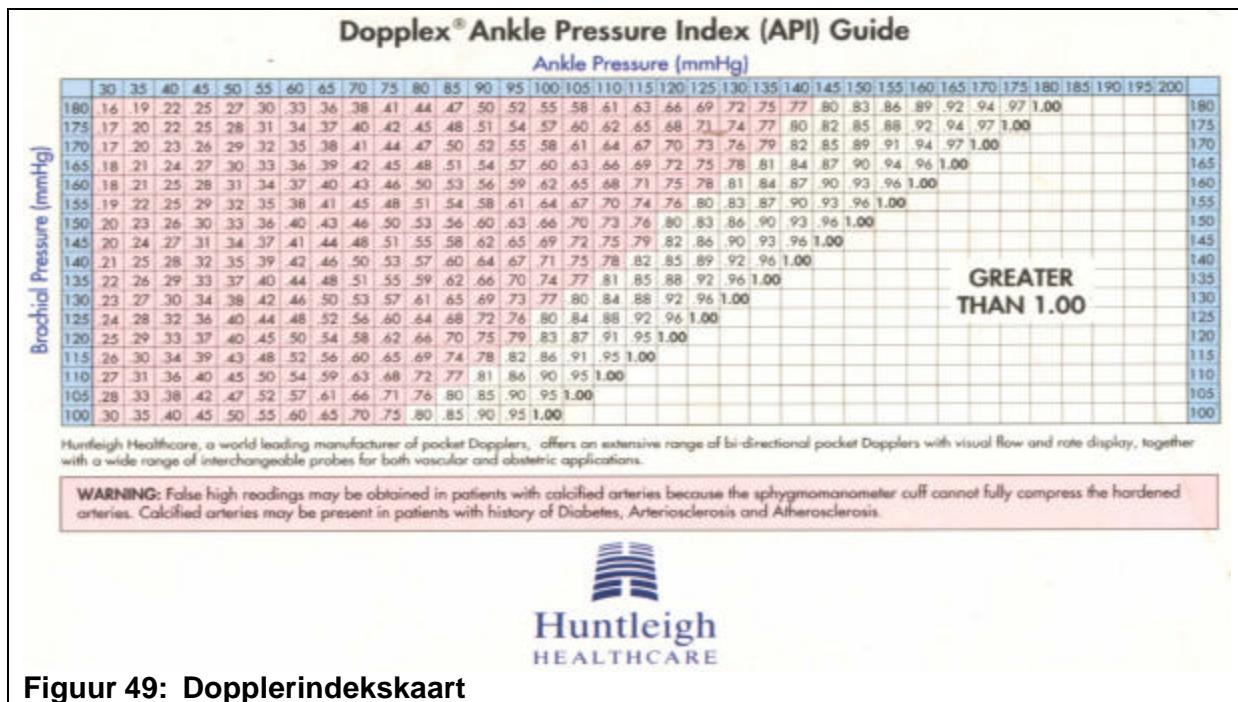 Dopplex® Ankle Pressure Index (API) Guide
Ankle Pressure (mmHg)
30 35 40 45 50 55 60 65 70 75 80 85 90 95 100 105 110 115 120 125 130 135 140 145 150 155 160 165 170 175 180 185 190 195 200
Brachial Pressure (mmHg)
180 .16 .19 .22 .25 .27 .30 .33 .36 .38 .41 .44 .47 .50 .52 .55 .58 .61 .63 .66 .69 .72 .75 .77 .80 .83 .86 .89 .92 .94 .97 1.00 180
175 .17 .20 .22 .25 .28 .31 .34 .37 .40 .42 .45 .48 .51 .54 .57 .60 .62 .65 .68 .71 .74 .77 .80 .82 .85 .88 .92 .94 .97 1.00 175
170 .17 .20 .23 .26 .29 .32 .35 .38 .41 .44 .47 .50 .52 .55 .58 .61 .64 .67 .70 .73 .76 .79 .82 .85 .89 .91 .94 .97 1.00 170
165 .18 .21 .24 .27 .30 .33 .36 .39 .42 .45 .48 .51 .54 .57 .60 .63 .66 .69 .72 .75 .78 .81 .84 .87 .90 .94 .96 1.00 165
160 .18 .21 .25 .28 .31 .34 .37 .40 .43 .46 .50 .53 .56 .59 .62 .65 .68 .71 .75 .78 .81 .84 .87 .90 .93 .96 1.00 160
155 .19 .22 .25 .29 .32 .35 .38 .41 .45 .48 .51 .54 .58 .61 .64 .67 .70 .74 .76 .80 .83 .87 .90 .93 .96 1.00 155
150 .20 .23 .26 .30 .33 .36 .40 .43 .46 .50 .53 .56 .60 .63 .66 .70 .73 .76 .80 .83 .86 .90 .93 .96 1.00 150
145 .20 .24 .27 .31 .34 .37 .41 .44 .48 .51 .55 .58 .62 .65 .69 .72 .75 .79 .82 .86 .90 .93 .96 1.00 145
140 .21 .25 .28 .32 .35 .39 .42 .46 .50 .53 .57 .60 .64 .67 .71 .75 .78 .82 .85 .89 .92 .96 1.00 140
135 .22 .26 .29 .33 .37 .40 .44 .48 .51 .55 .59 .62 .66 .70 .74 .77 .81 .85 .88 .92 .96 1.00 135
130 .23 .27 .30 .34 .38 .42 .46 .50 .53 .57 .61 .65 .69 .73 .77 .80 .84 .88 .92 .96 1.00 130
GREATER
THAN 1.00
125 .24 .28 .32 .36 .40 .44 .48 .52 .56 .60 .64 .68 .72 .76 .80 .84 .88 .92 .96 1.00 125
120 .25 .29 .33 .37 .40 .45 .50 .54 .58 .62 .66 .70 .75 .79 .83 .87 .91 .95 1.00 120
115 .26 .30 .34 .39 .43 .48 .52 .56 .60 .65 .69 .74 .78 .82 .86 .91 .95 1.00 115
110 .27 .31 .36 .40 .45 .50 .54 .59 .63 .68 .72 .77 .81 .86 .90 .95 1.00 110
105 .28 .33 .38 .42 .47 .52 .57 .61 .66 .71 .76 .80 .85 .90 .95 1.00 105
100 .30 .35 .40 .45 .50 .55 .60 .65 .70 .75 .80 .85 .90 .95 1.00 100
Huntleigh Healthcare, a world leading manufacturer of pocket Dopplers, offers an extensive range of bi directional pocket Dopplers with visual flow and rate display, together
with a wide range of interchangeable probes for both vascular and obstetric applications.
WARNING: False high readings may be obtained in patients with calcified arteries because the sphygmomanometer cuff cannot fully compress the hardened
arteries. Calcified arteries may be present in patients with history of Diabetes, Arteriosclerosis and Atherosclerosis.
Huntleigh
HEALTHCARE
Figuur 49: Dopplerindekskaart